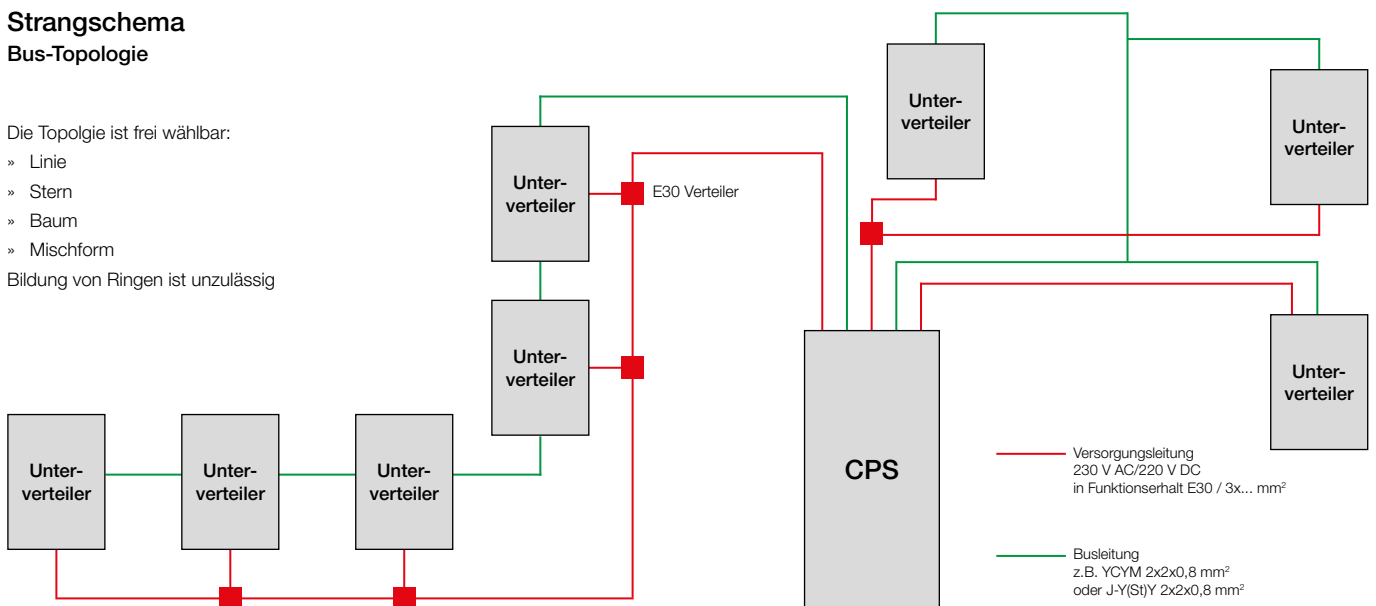 Strangschema
Bus-Topologie
Die Topolgie ist frei wählbar:
» Linie
» Stern
» Baum
» Mischform
Bildung von Ringen ist unzulässig
Unter-
verteiler
E30 Verteiler
Unter-
verteiler
Unter-
verteiler
Unter-
verteiler
Unter-
verteiler
Unter-
verteiler
Unter-
verteiler
Unter-
verteiler
CPS
Versorgungsleitung
230 V AC/220 V DC
in Funktionserhalt E30 / 3x... mm²
Busleitung
z.B. YCYM 2x2x0,8 mm²
oder J-Y(St)Y 2x2x0,8 mm²